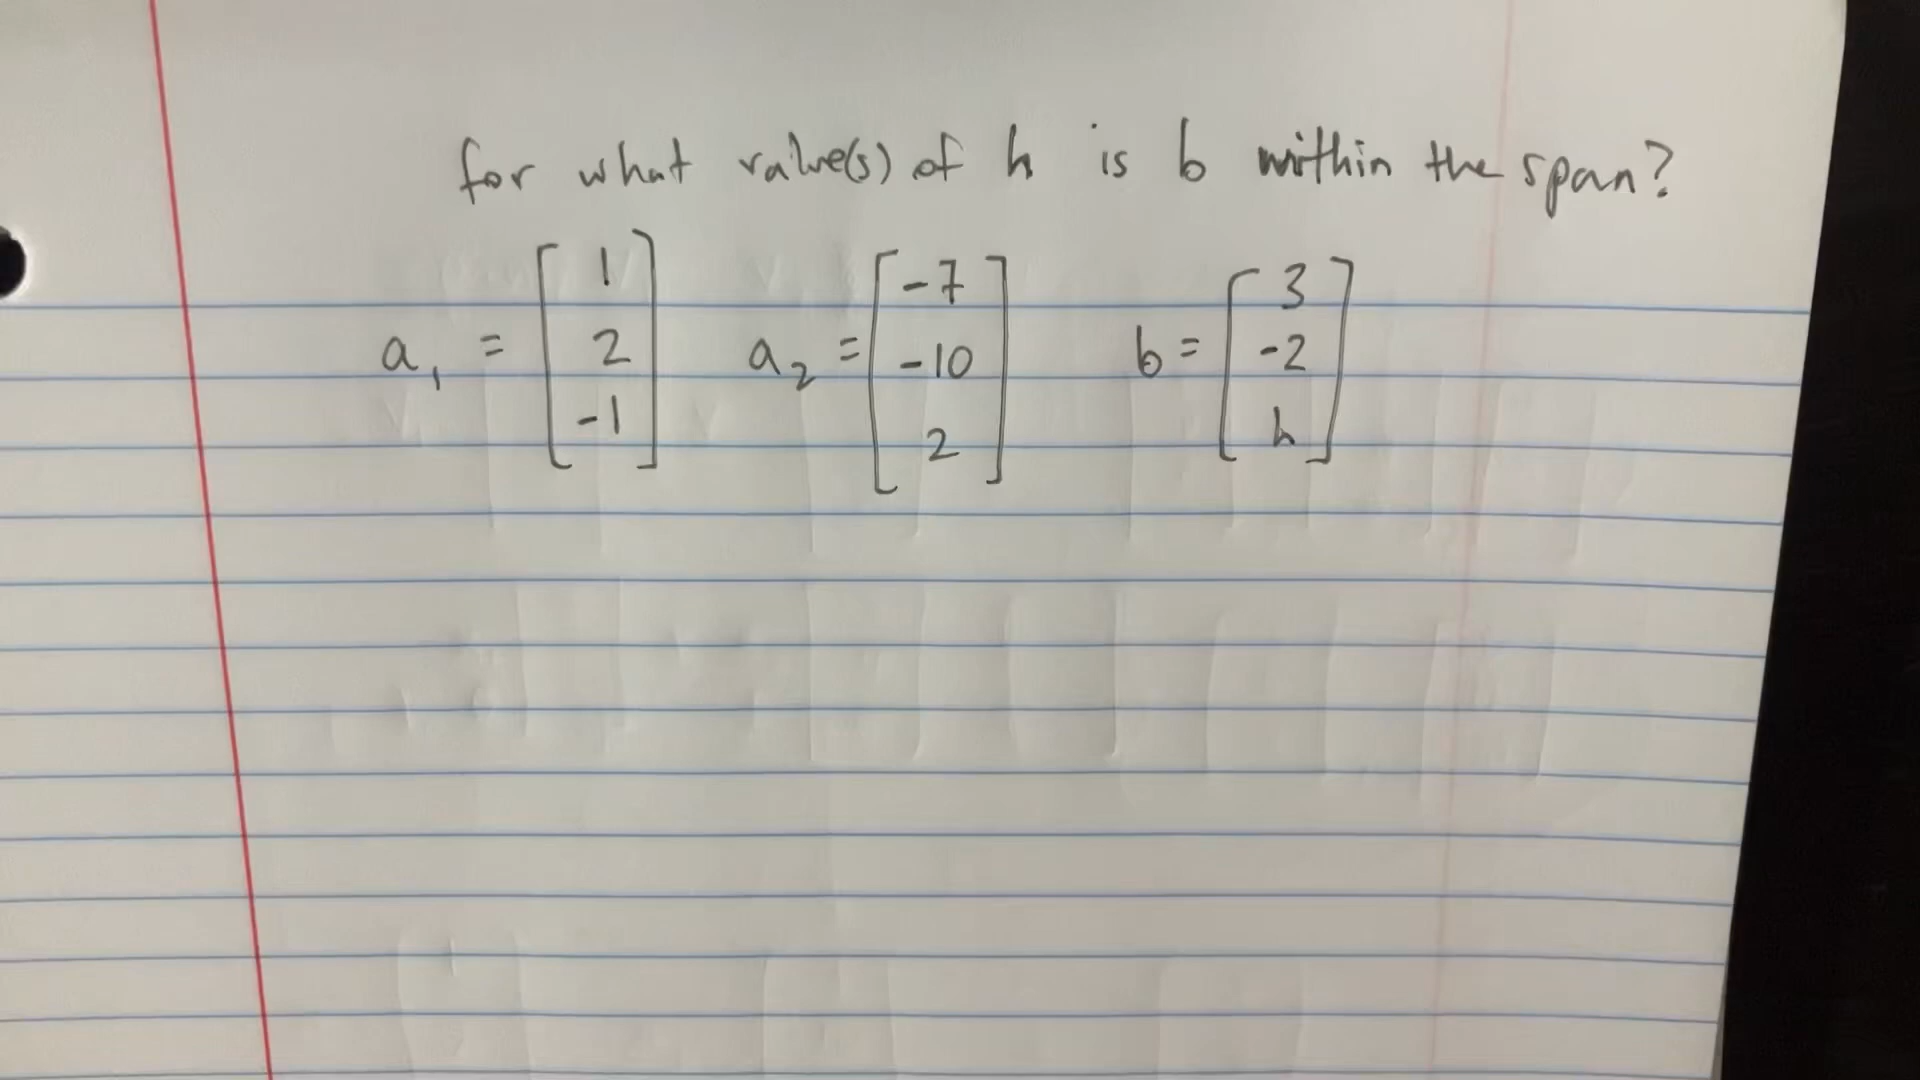 for what value(s) of h is b within the span?
a₁ = [1 2 -1] a₂ = [-7 -10 2] b = [3 -2 h]